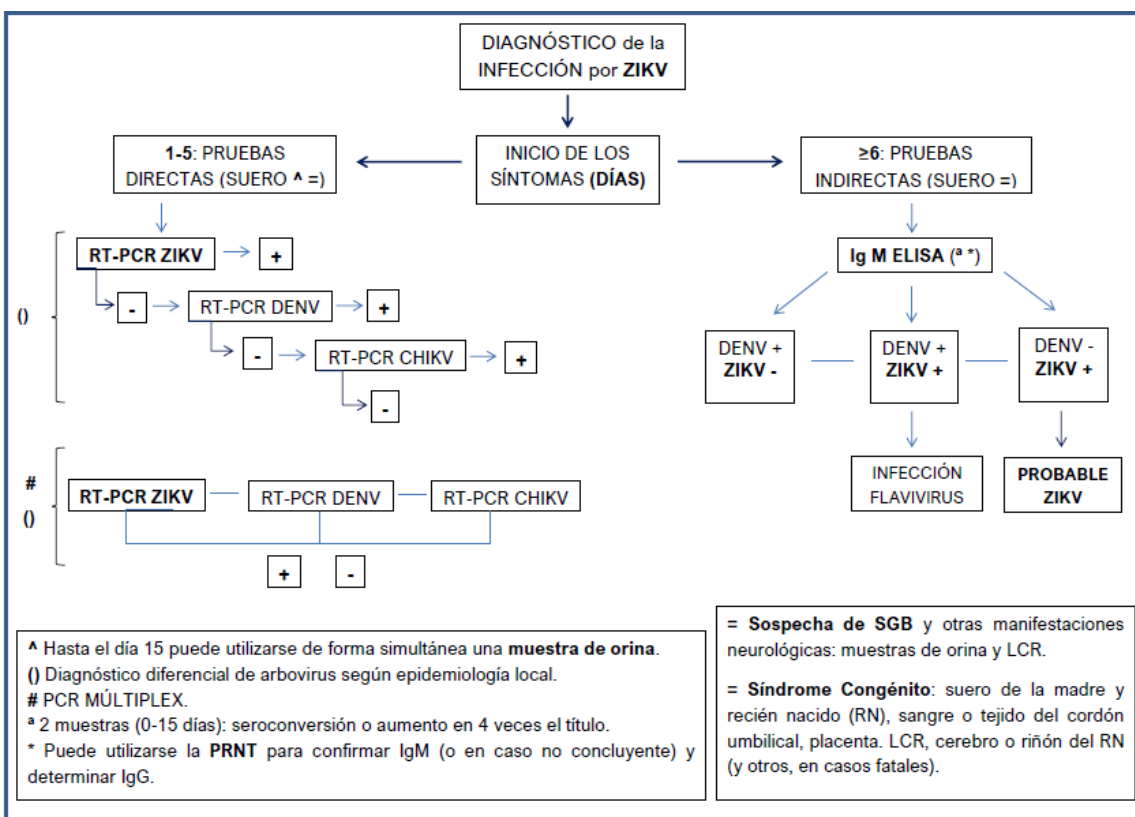 DIAGNÓSTICO de la
INFECCIÓN por ZIKV
1-5: PRUEBAS
DIRECTAS (SUERO ^ =)
INICIO DE LOS
SÍNTOMAS (DÍAS)
≥6: PRUEBAS
INDIRECTAS (SUERO =)
()
RT-PCR ZIKV
+
-
RT-PCR DENV
+
-
RT-PCR CHIKV
+
-
Ig M ELISA (ª *)
DENV +
ZIKV -
DENV +
ZIKV +
DENV -
ZIKV +
INFECCIÓN
FLAVIVIRUS
PROBABLE
ZIKV
#
()
RT-PCR ZIKV
RT-PCR DENV
RT-PCR CHIKV
+
-
^ Hasta el día 15 puede utilizarse de forma simultánea una muestra de orina.
() Diagnóstico diferencial de arbovirus según epidemiología local.
# PCR MÚLTIPLEX.
ª 2 muestras (0-15 días): seroconversión o aumento en 4 veces el título.
* Puede utilizarse la PRNT para confirmar IgM (o en caso no concluyente) y
determinar IgG.
= Sospecha de SGB y otras manifestaciones
neurológicas: muestras de orina y LCR.
= Síndrome Congénito: suero de la madre y
recién nacido (RN), sangre o tejido del cordón
umbilical, placenta. LCR, cerebro o riñón del RN
(y otros, en casos fatales).